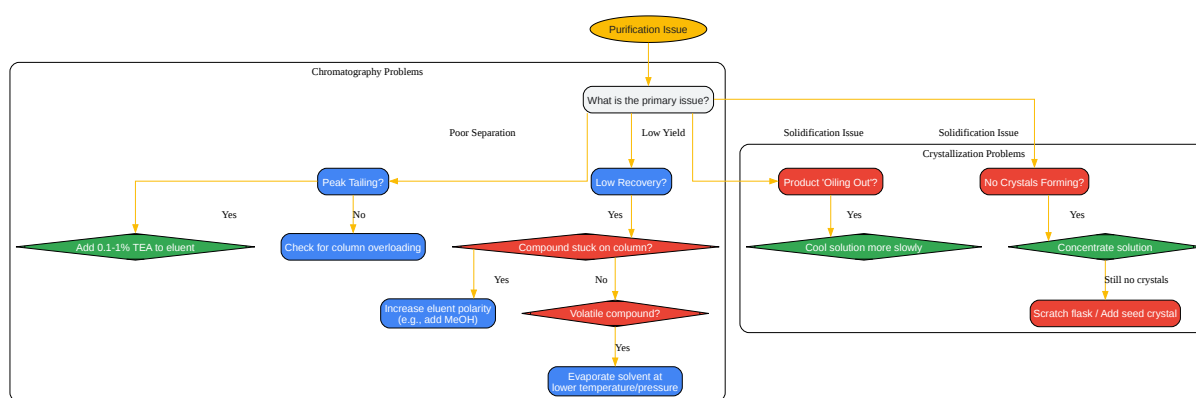 Purification Issue
Chromatography Problems
What is the primary issue?
Poor Separation
Low Yield
Solidification Issue
Solidification Issue
Crystallization Problems
Peak Tailing?
Low Recovery?
Product 'Oiling Out'?
No Crystals Forming?
Yes
No
Yes
Yes
Yes
Add 0.1-1% TEA to eluent
Check for column overloading
Compound stuck on column?
Cool solution more slowly
Concentrate solution
Yes
No
Still no crystals
Increase eluent polarity
(e.g., add MeOH)
Volatile compound?
Scratch flask / Add seed crystal
Yes
Evaporate solvent at
lower temperature/pressure